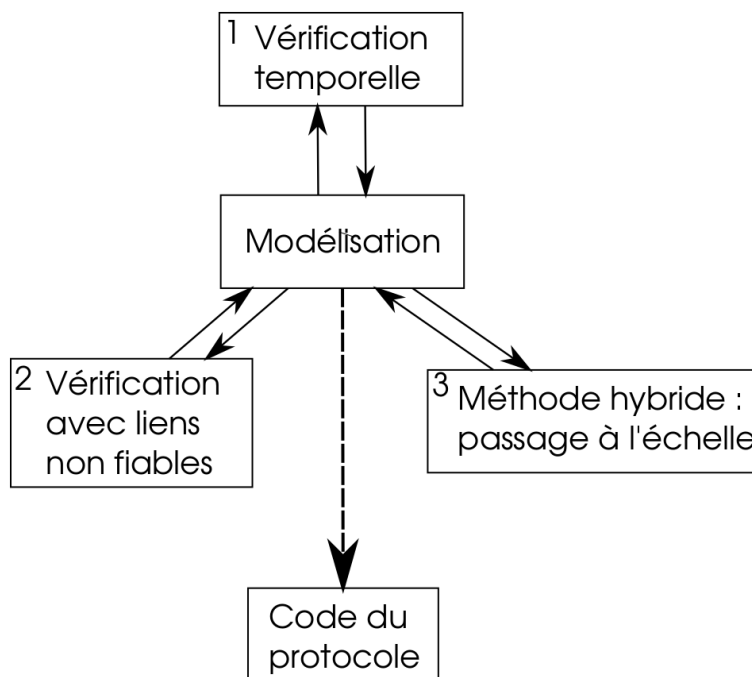 1
Vérification
temporelle
Modélisation
2
Vérification
avec liens
non fiables
3
Méthode hybride :
passage à l'échelle
Code du
protocole